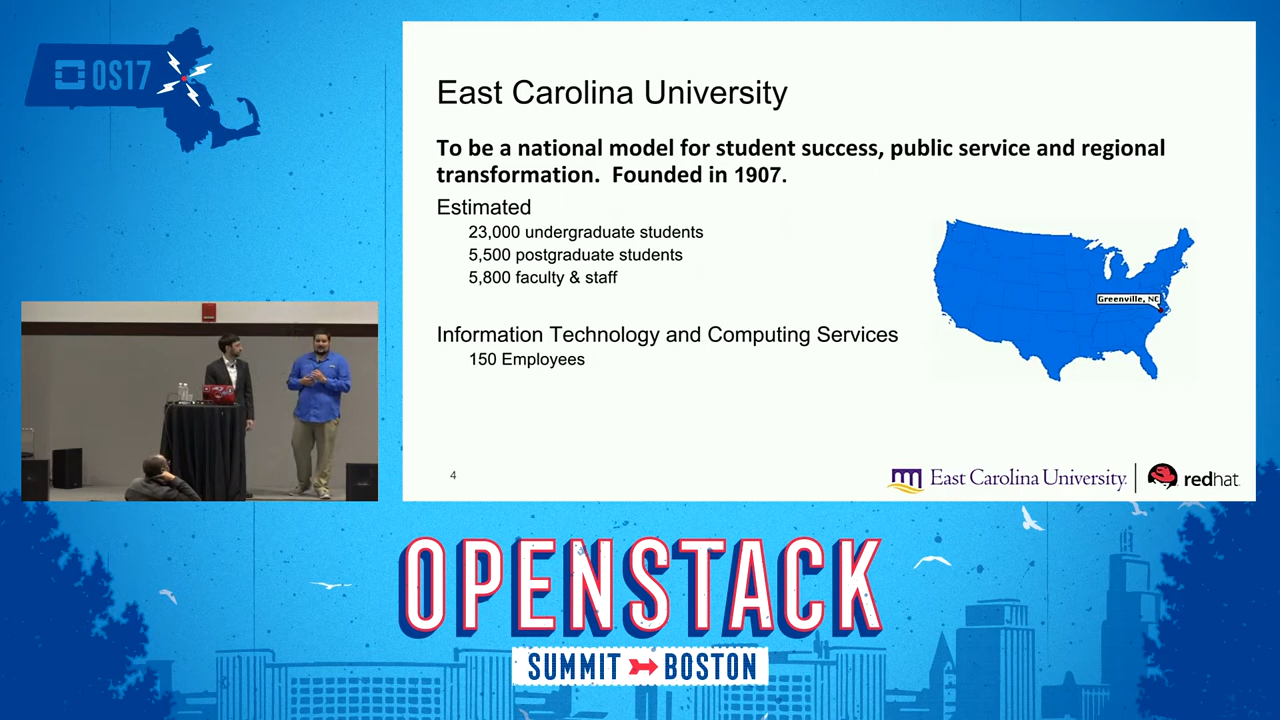 OS17
East Carolina University
To be a national model for student success, public service and regional
transformation.  Founded in 1907.
Estimated
23,000 undergraduate students
5,500 postgraduate students
5,800 faculty & staff
Greenville, NC
Information Technology and Computing Services
150 Employees
4
East Carolina University.
redhat.
OPENSTACK
SUMMIT BOSTON